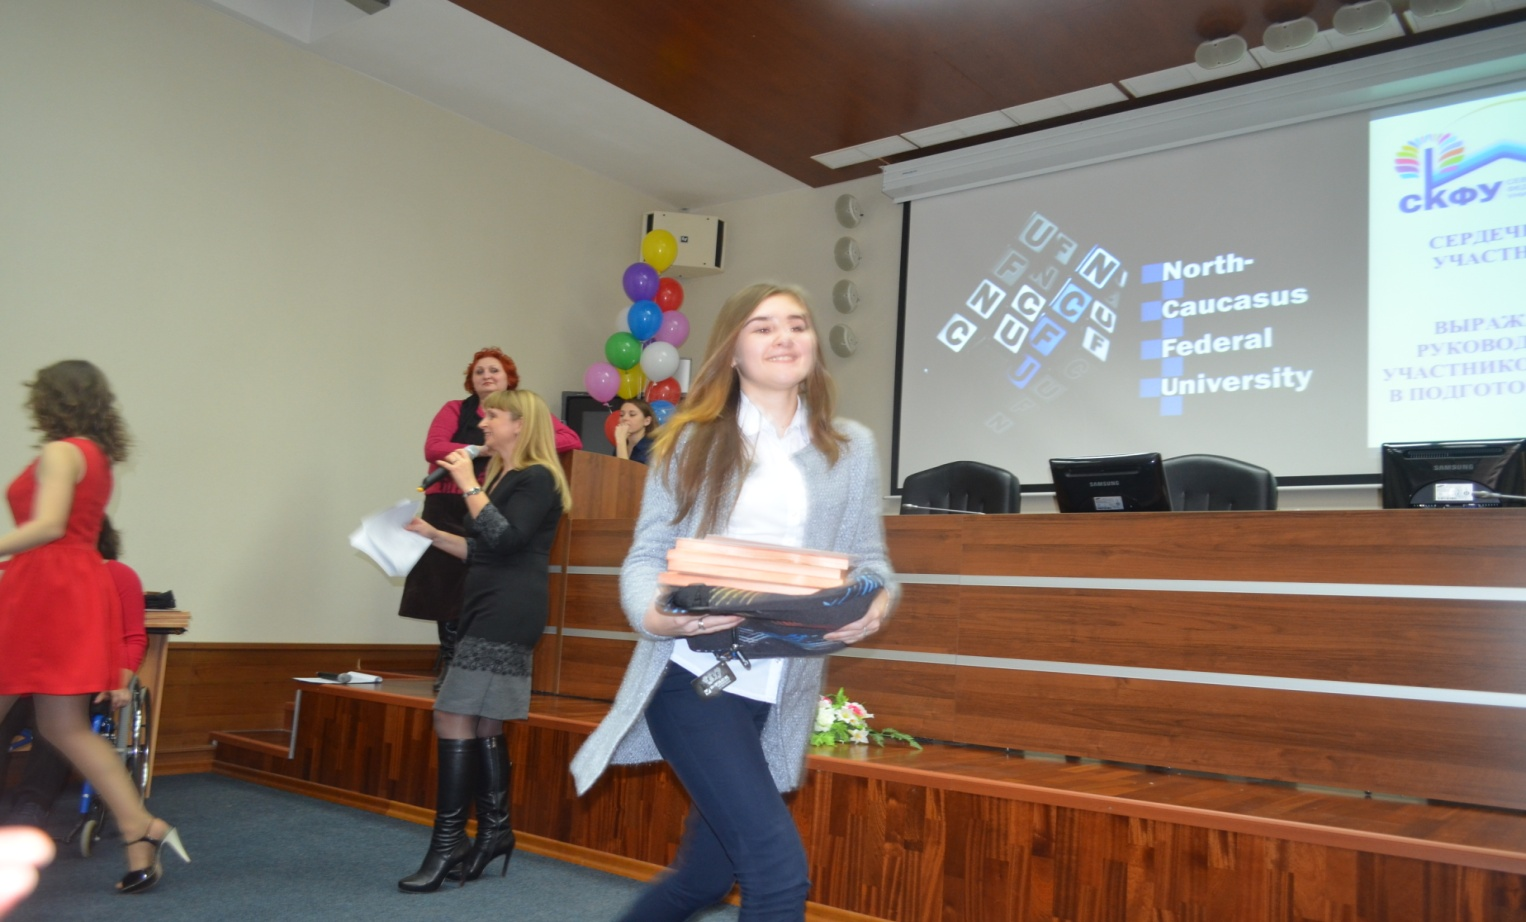 North-
Caucasus
Federal
University
СКФУ
СЕРДЕЧ
УЧАСТН
ВЫРАЖ
РУКОВОД
УЧАСТНИКО
В ПОДГОТО
SAMSUNG
SAMSUNG